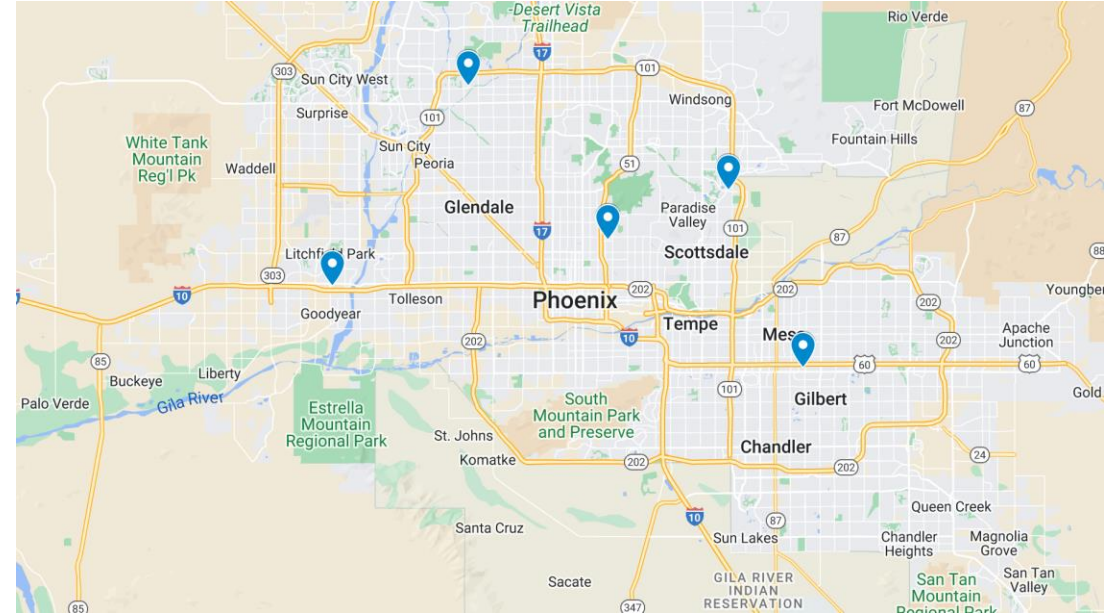 -Desert Vista
Trailhead
Rio Verde
17
303
Sun City West
101
Windsong
Fort McDowell
87
Surprise
101
Fountain Hills
White Tank
Mountain
Reg'l Pk
Sun City
Peoria
Waddell
51
Glendale
Paradise
Valley
17
101
87
Scottsdale
88
Litchfield Park
303
10
Tolleson
Phoenix
202
202
202
Youngber
Goodyear
Tempe
Mesa
Apache
Junction
202
10
202
85
Buckeye
Liberty
60
60
Palo Verde
Gila River
Estrella
Mountain
Regional Park
South
Mountain Park
and Preserve
101
Gilbert
Gold
St. Johns
Komatke
Chandler
202
202
24
Queen Creek
Santa Cruz
10
87
Sun Lakes
Chandler
Heights
Magnolia
Grove
Sacate
GILA RIVER
INDIAN
RESERVATION
San Tan
Mountain
Regional Park
San Tan
Valley
85
347